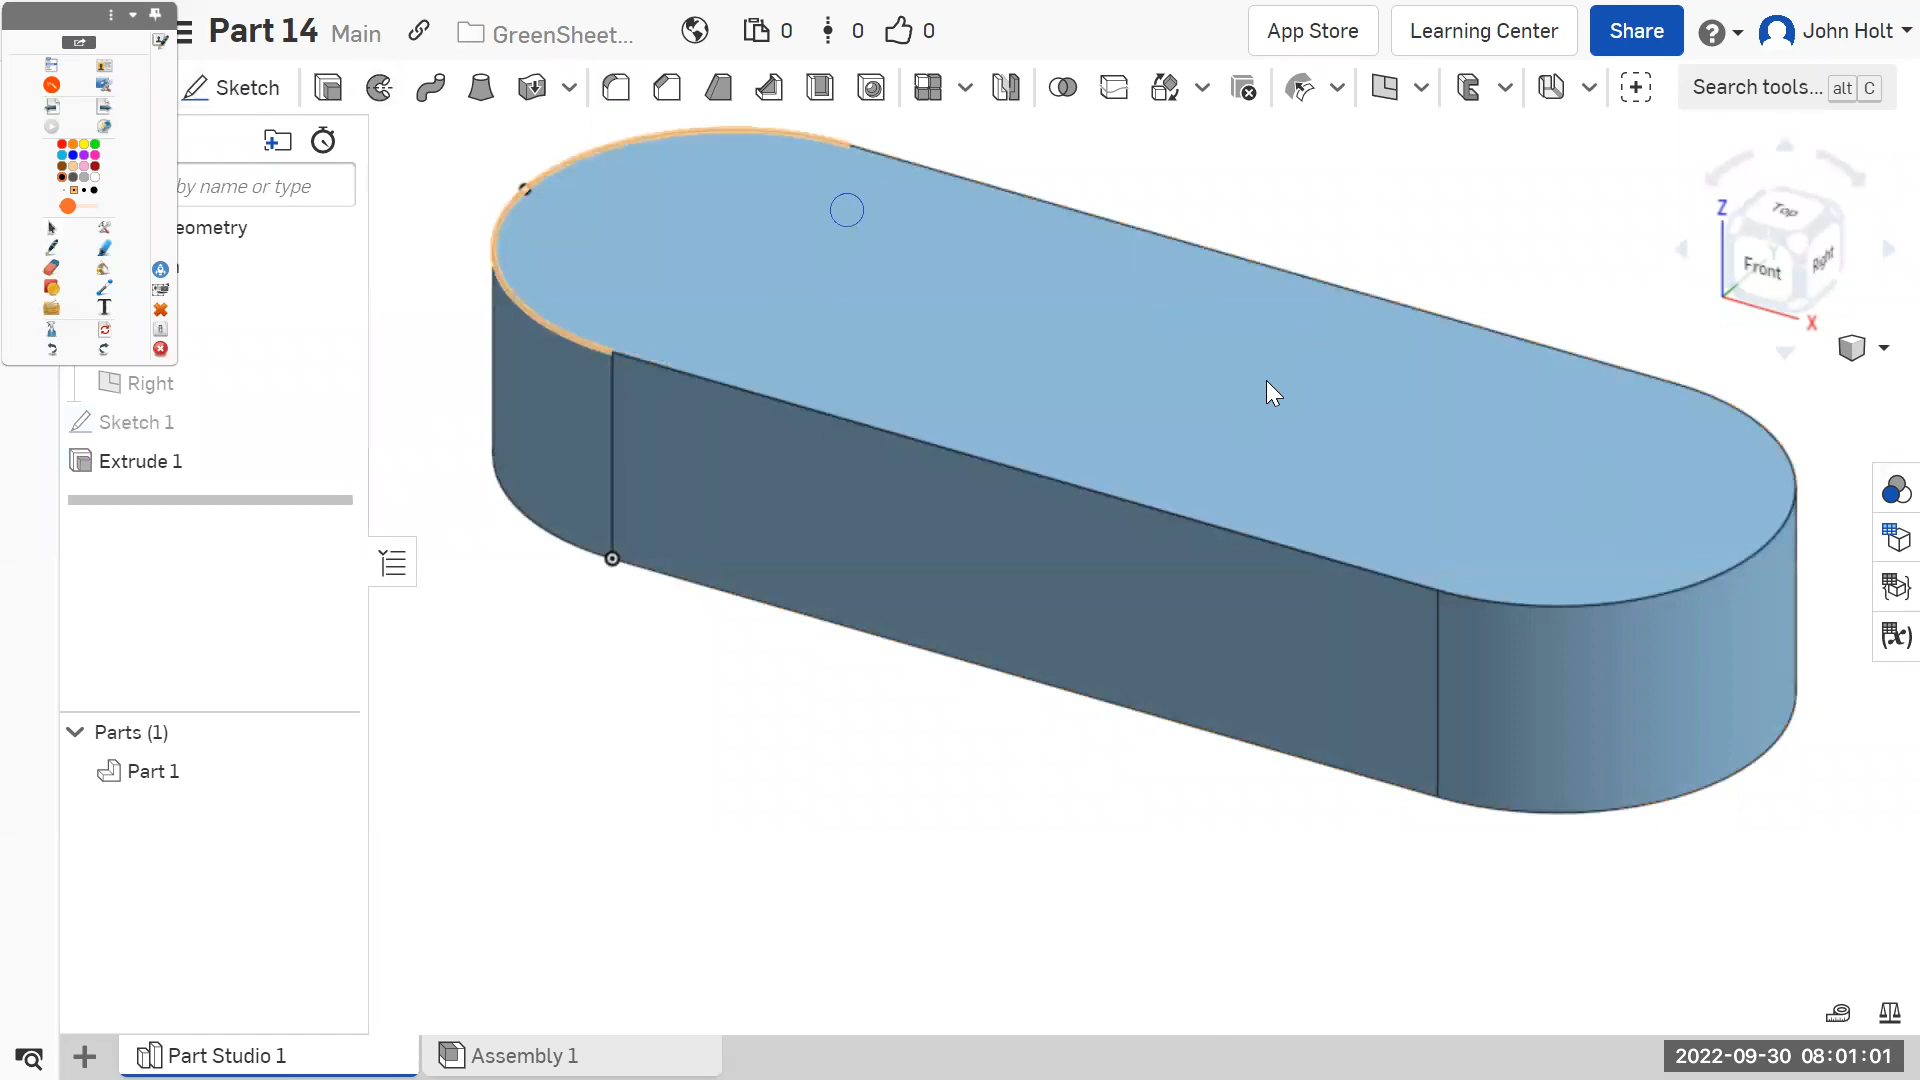 Part 14 Main GreenSheet... 0 0 0 App Store Learning Center Share John Holt
Sketch Search tools... alt C
by name or type
eometry
Right
Sketch 1
Extrude 1
Parts (1)
Part 1
Top
Front
Right
Z
Y
X
T
(x)
Part Studio 1 Assembly 1
2022-09-30 08:01:01